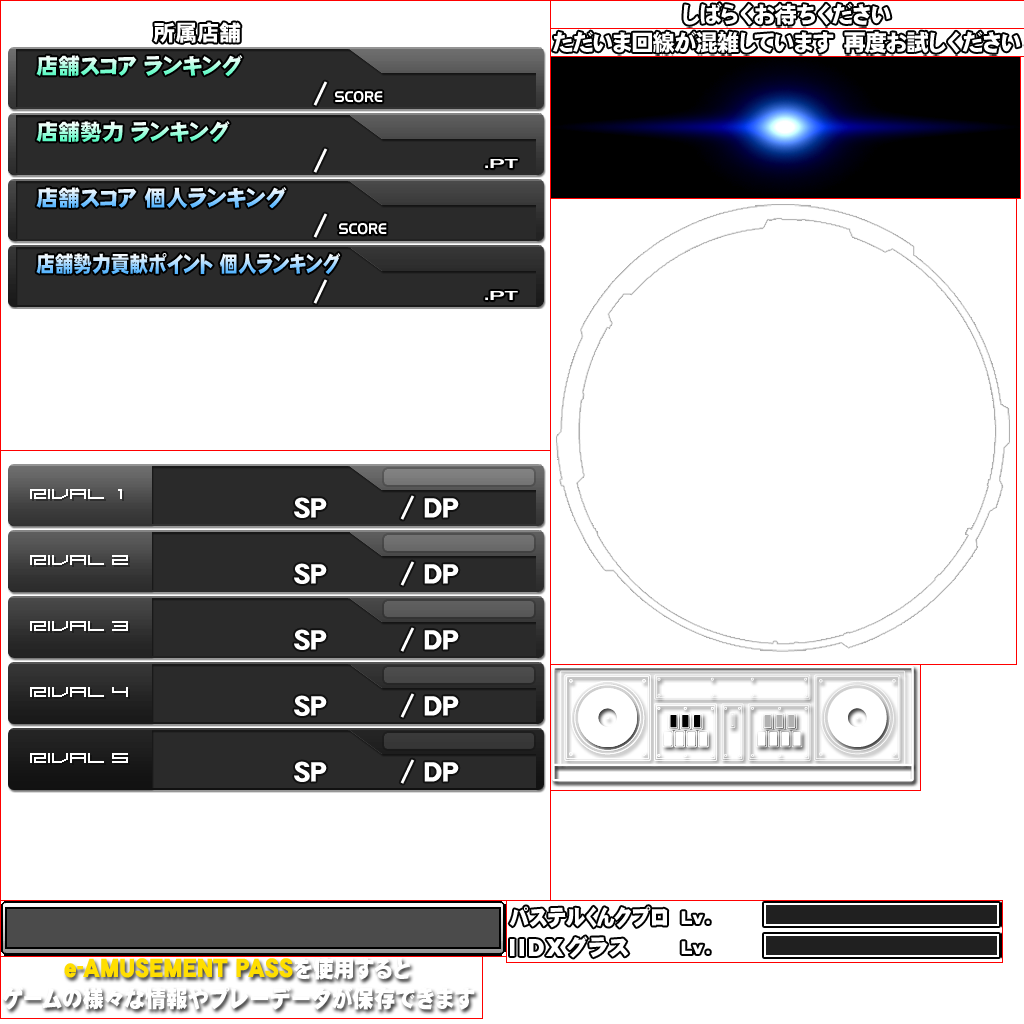 所属店舗
店舗スコア ランキング
/ SCORE
店舗勢力 ランキング
/ .PT
店舗スコア 個人ランキング
/ SCORE
店舗勢力貢献ポイント 個人ランキング
/ .PT
RIVAL 1
SP / DP
RIVAL 2
SP / DP
RIVAL 3
SP / DP
RIVAL 4
SP / DP
RIVAL 5
SP / DP
しばらくお待ちください
ただいま回線が混雑しています 再度お試しください
パステルくんクプロ Lv.
IIDXグラス Lv.
e-AMUSEMENT PASSを使用すると
ゲームの様々な情報やプレーデータが保存できます